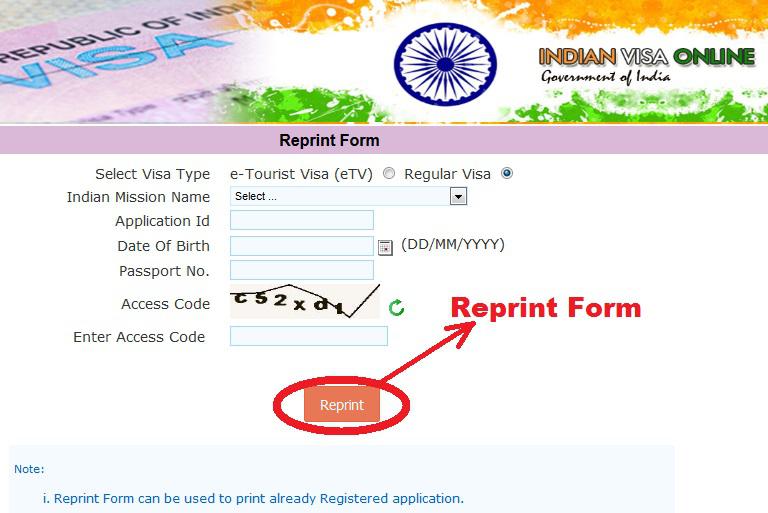 REPUBLIC OF INDIA
VISA
INDIAN VISA ONLINE
Government of India
Reprint Form
Select Visa Type e-Tourist Visa (eTV) Regular Visa
Indian Mission Name Select ...
Application Id
Date Of Birth (DD/MM/YYYY)
Passport No.
Access Code c52xd1
Reprint Form
Enter Access Code
Reprint
Note:
i. Reprint Form can be used to print already Registered application.